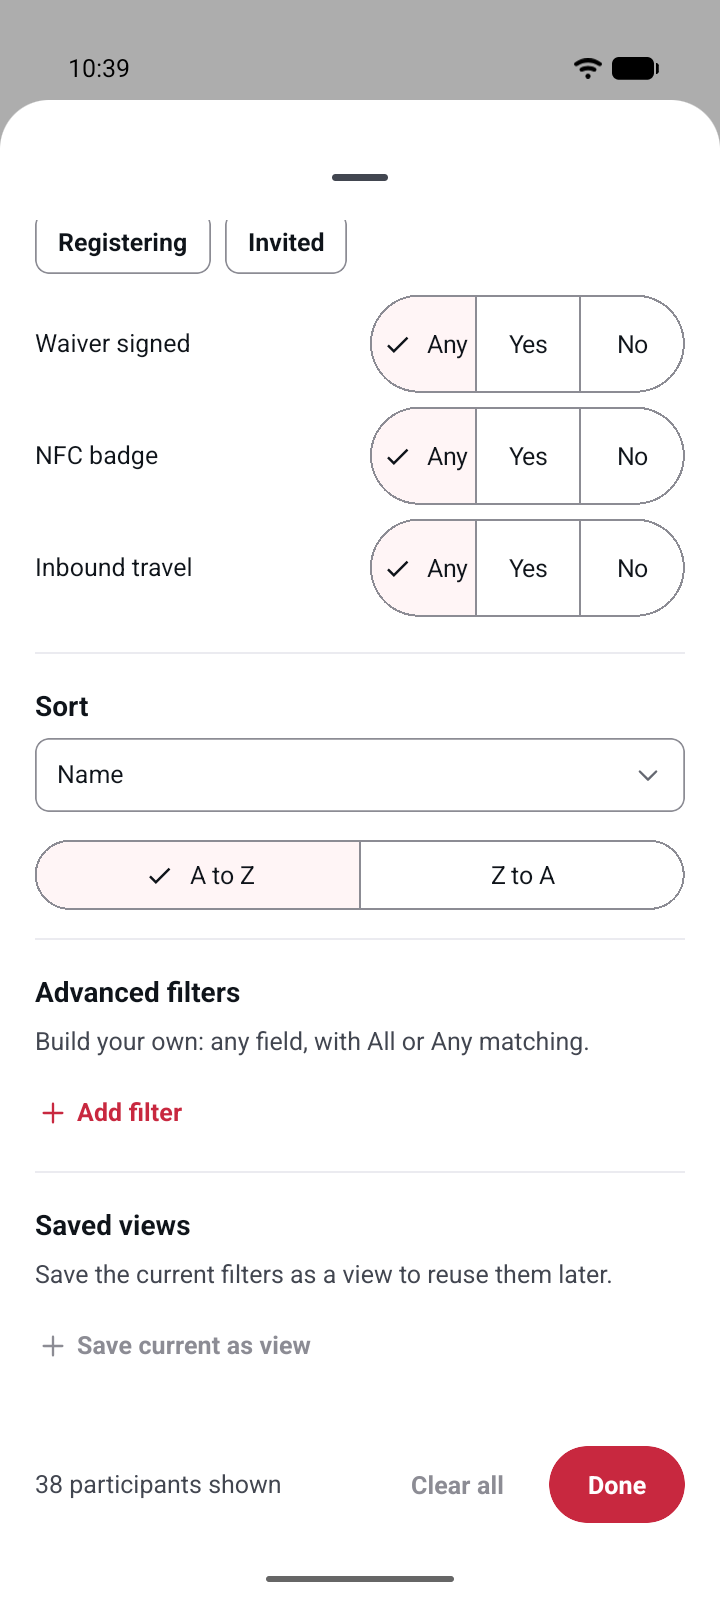 10:39
Registering Invited
Waiver signed Any Yes No
NFC badge Any Yes No
Inbound travel Any Yes No
Sort
Name
A to Z Z to A
Advanced filters
Build your own: any field, with All or Any matching.
Add filter
Saved views
Save the current filters as a view to reuse them later.
Save current as view
38 participants shown Clear all Done